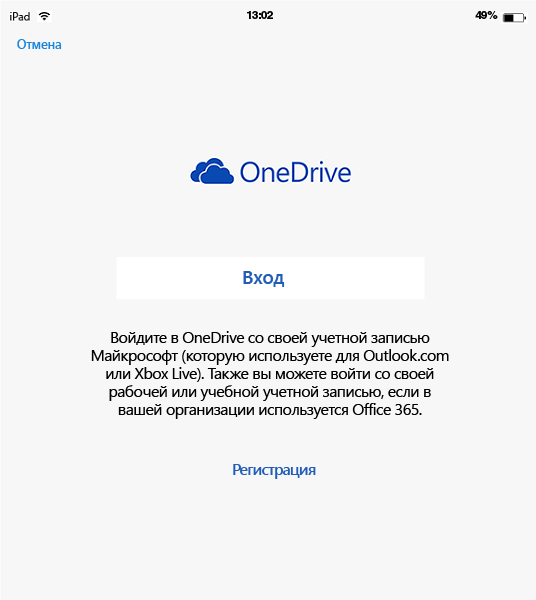 iPad 13:02 49%
Отмена
OneDrive
Вход
Войдите в OneDrive со своей учетной записью
Майкрософт (которую используете для Outlook.com
или Xbox Live). Также вы можете войти со своей
рабочей или учебной учетной записью, если в
вашей организации используется Office 365.
Регистрация